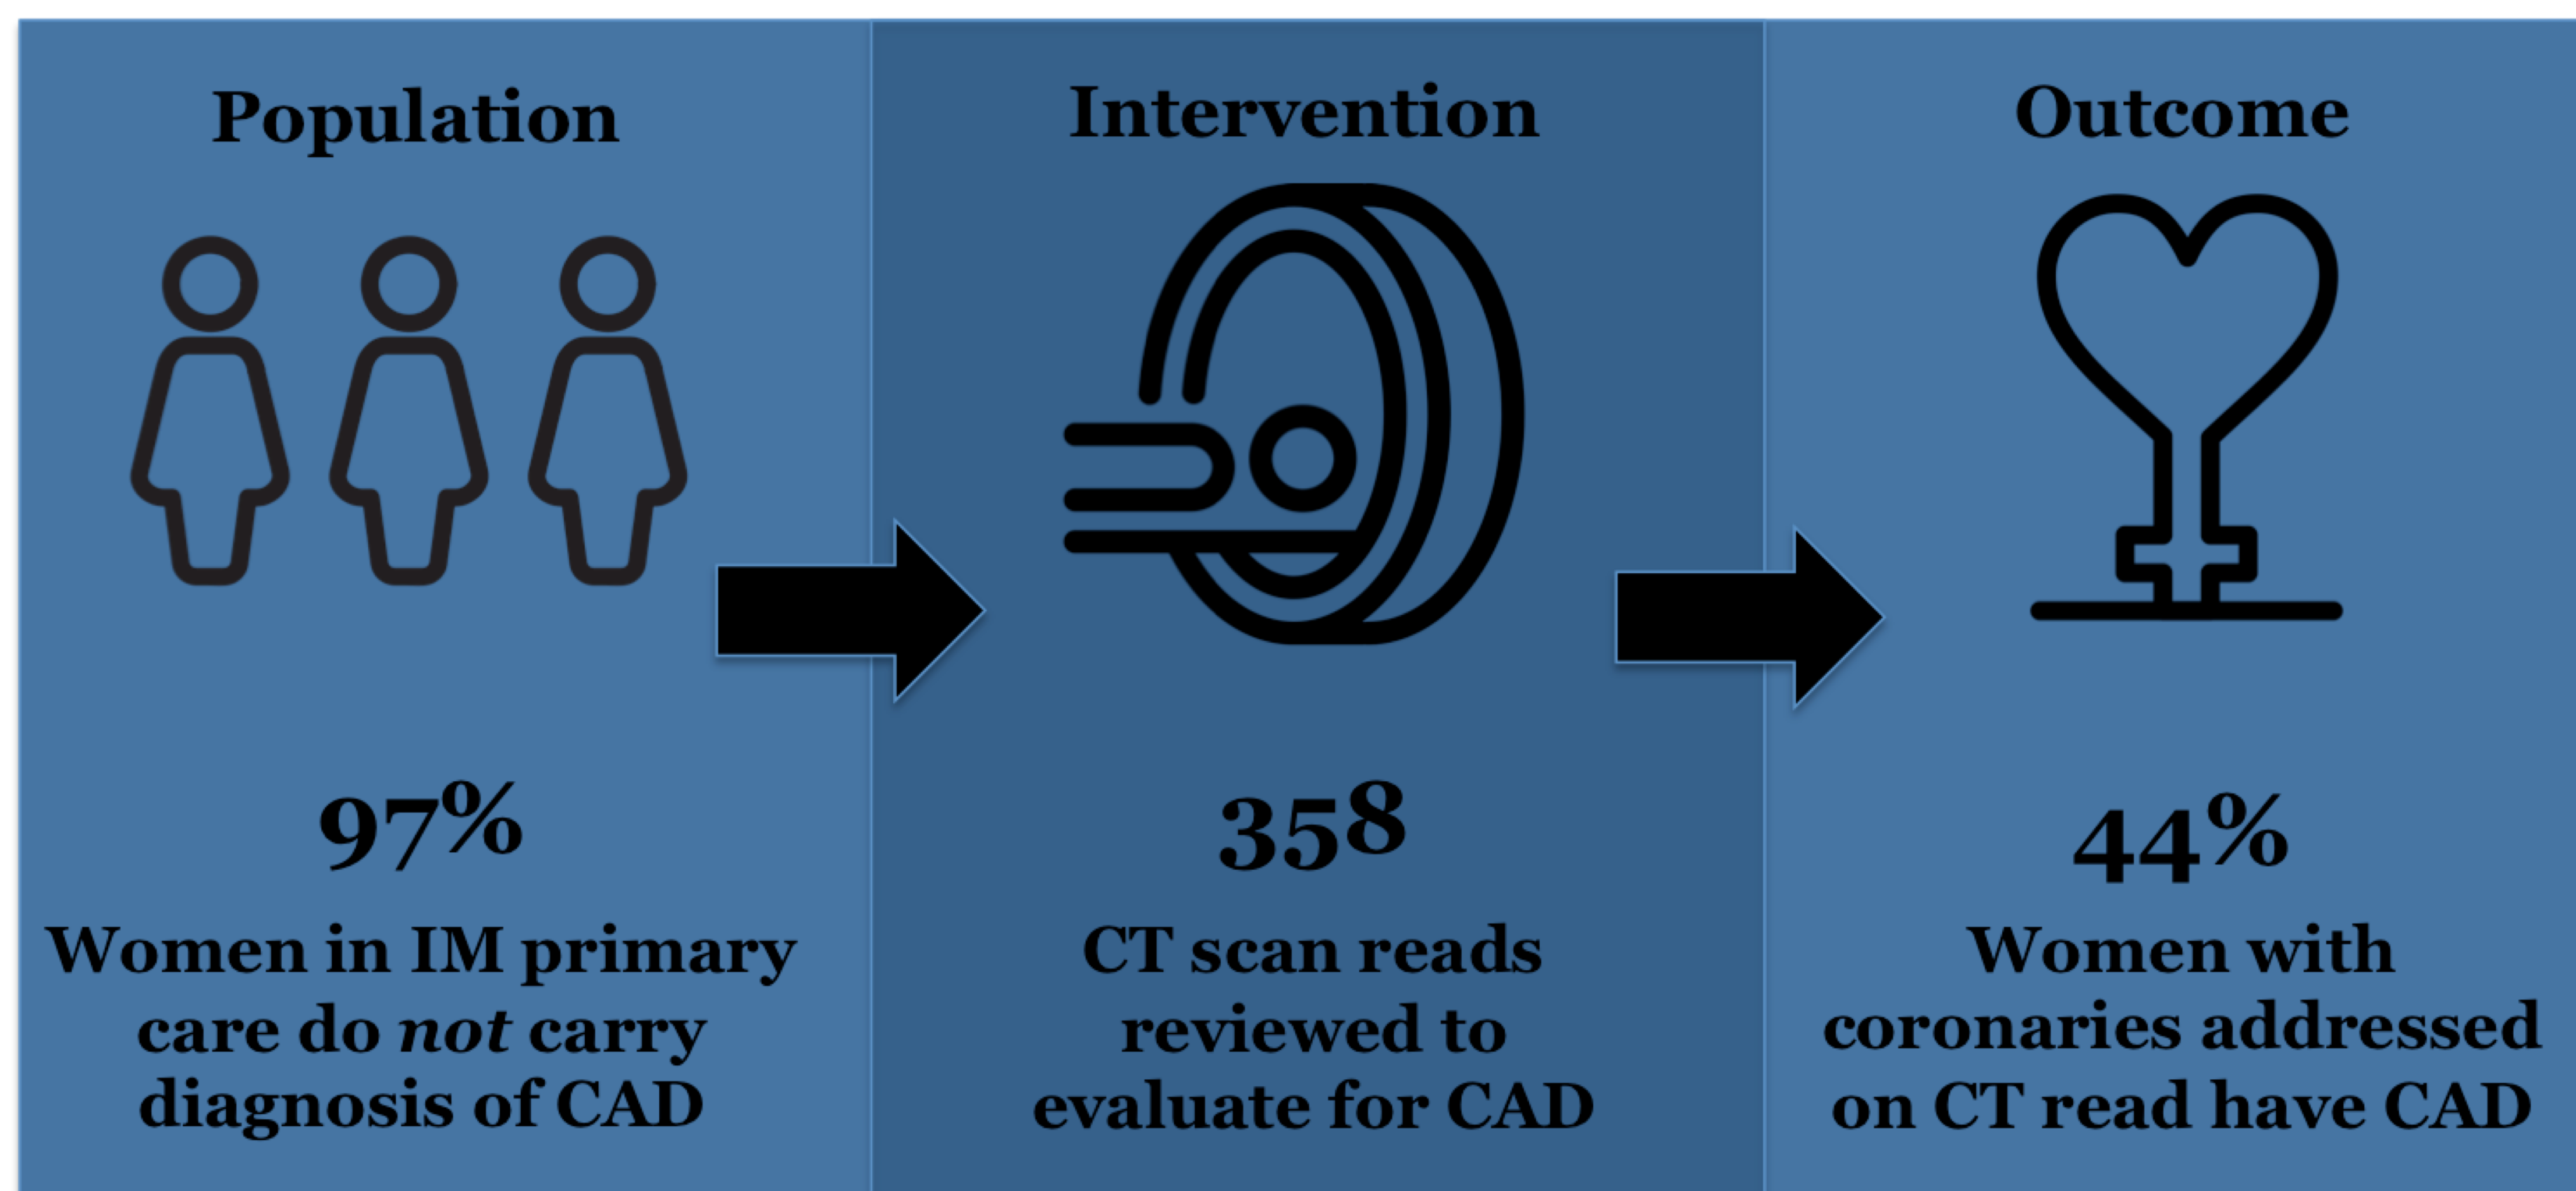 Population
97%
Women in IM primary
care do not carry
diagnosis of CAD
Intervention
358
CT scan reads
reviewed to
evaluate for CAD
Outcome
44%
Women with
coronaries addressed
on CT read have CAD